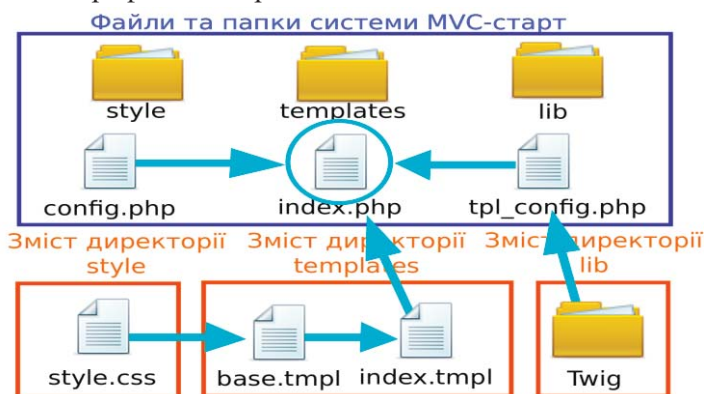 Файли та папки системи MVC-старт
style templates lib
config.php index.php tpl_config.php
Зміст директорії Зміст директорії Зміст директорії
style templates lib
style.css base.tmpl index.tmpl Twig